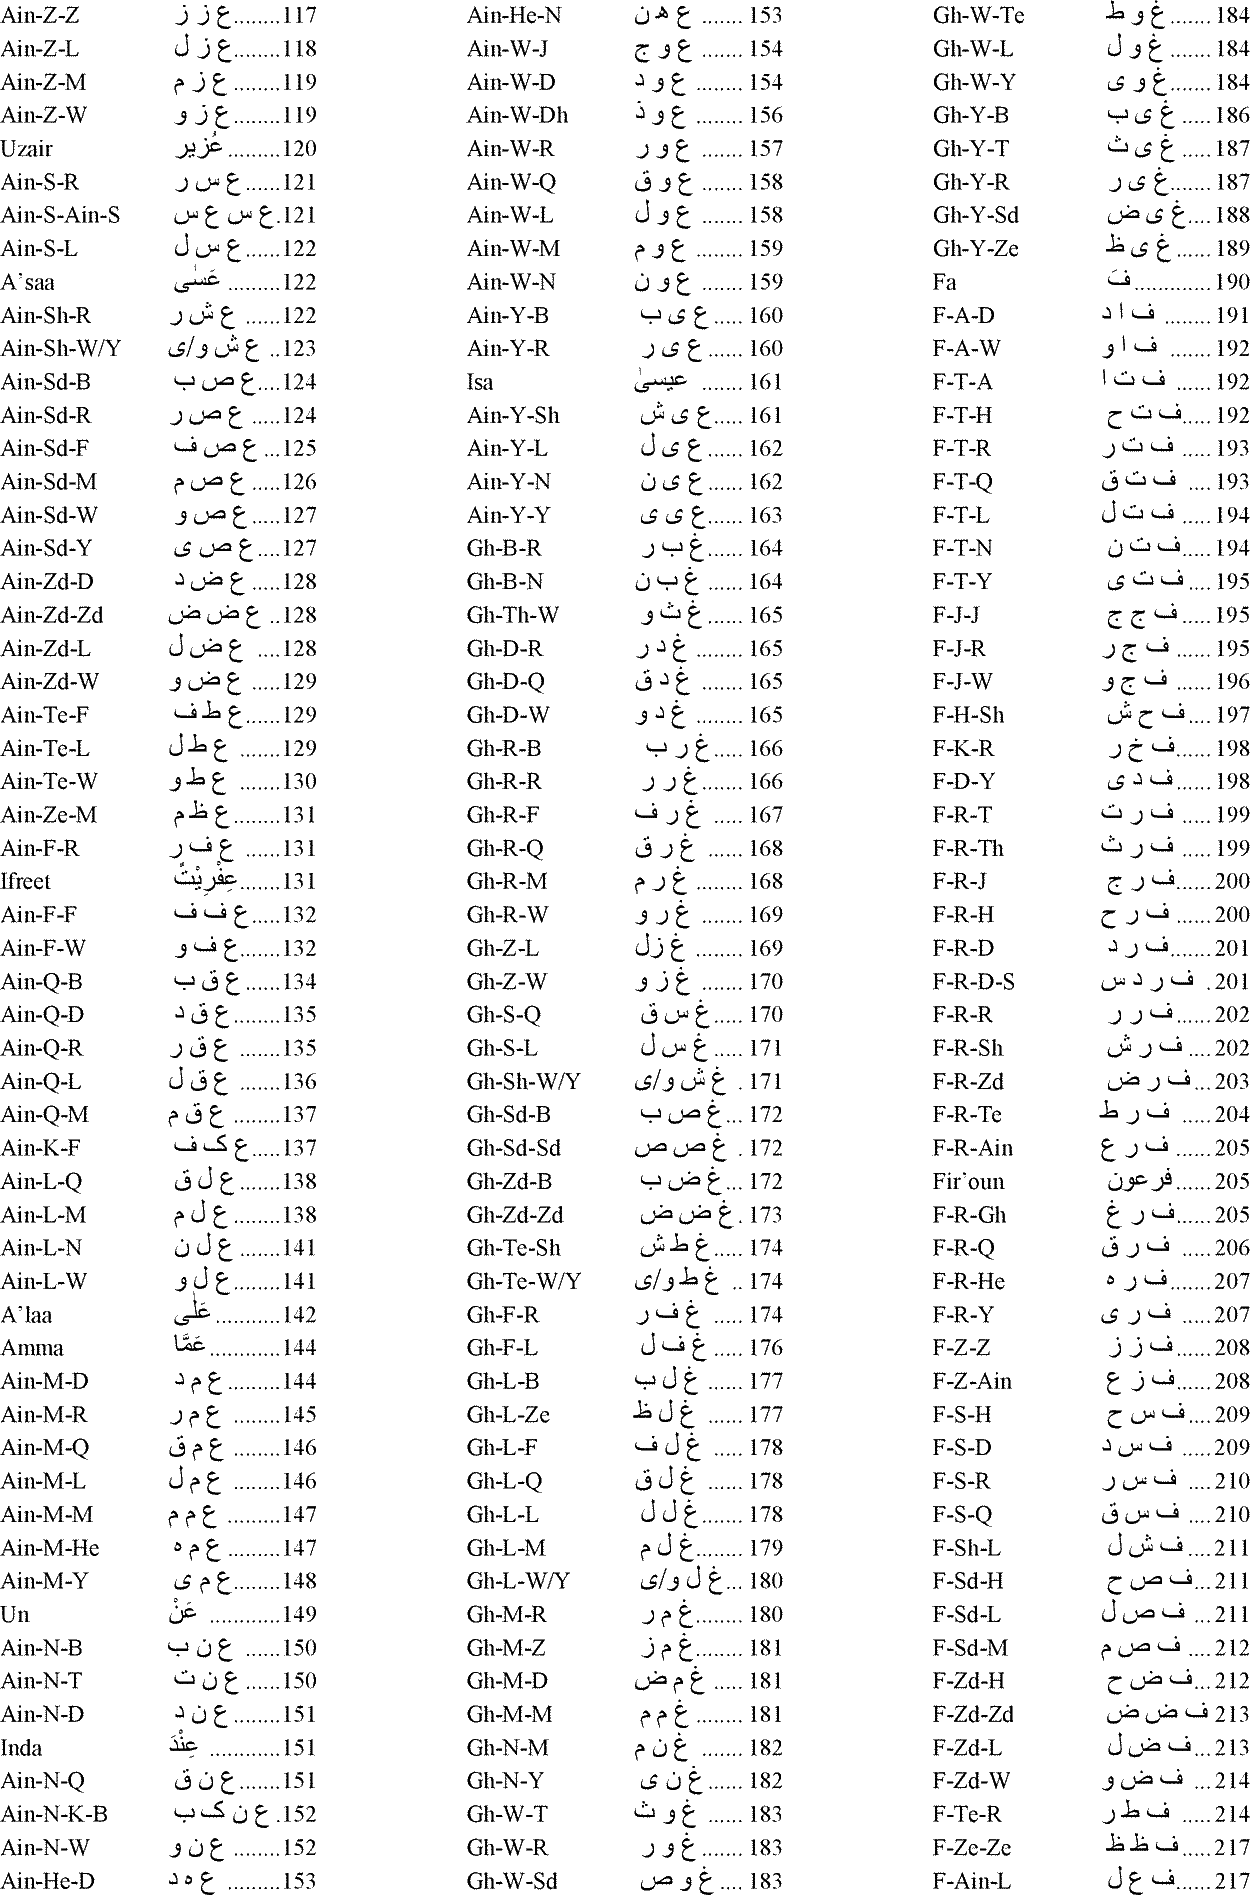 Ain-Z-Z ع ز ز ........117
Ain-Z-L ع ز ل ........118
Ain-Z-M ع ز م ........119
Ain-Z-W ع ز و ........119
Uzair عُزیر .........120
Ain-S-R ع س ر ......121
Ain-S-Ain-S ع س ع س .121
Ain-S-L ع س ل ......122
A'saa عَسٰی .........122
Ain-Sh-R ع ش ر ......122
Ain-Sh-W/Y ع ش و/ی ..123
Ain-Sd-B ع ص ب ....124
Ain-Sd-R ع ص ر .....124
Ain-Sd-F ع ص ف ...125
Ain-Sd-M ع ص م .....126
Ain-Sd-W ع ص و .....127
Ain-Sd-Y ع ص ی ....127
Ain-Zd-D ع ض د .....128
Ain-Zd-Zd ع ض ض ..128
Ain-Zd-L ع ض ل ....128
Ain-Zd-W ع ض و .....129
Ain-Te-F ع ط ف .....129
Ain-Te-L ع ط ل .......129
Ain-Te-W ع ط و .......130
Ain-Ze-M ع ظ م ......131
Ain-F-R ع ف ر ......131
Ifreet عِفْرِیْتٌ.......131
Ain-F-F ع ف ف .....132
Ain-F-W ع ف و .......132
Ain-Q-B ع ق ب ......134
Ain-Q-D ع ق د ........135
Ain-Q-R ع ق ر ........135
Ain-Q-L ع ق ل .......136
Ain-Q-M ع ق م .......137
Ain-K-F ع ک ف .....137
Ain-L-Q ع ل ق ......138
Ain-L-M ع ل م .......138
Ain-L-N ع ل ن .......141
Ain-L-W ع ل و .......141
A'laa عَلٰی ...........142
Amma عَمَّا ............144
Ain-M-D ع م د .........144
Ain-M-R ع م ر ........145
Ain-M-Q ع م ق .......146
Ain-M-L ع م ل ........146
Ain-M-M ع م م .........147
Ain-M-He ع م ہ .........147
Ain-M-Y ع م ی .......148
Un عَنْ ............149
Ain-N-B ع ن ب ......150
Ain-N-T ع ن ت ......150
Ain-N-D ع ن د ........151
Inda عِنْدَ ............151
Ain-N-Q ع ن ق ......151
Ain-N-K-B ع ن ک ب .152
Ain-N-W ع ن و .......152
Ain-He-D ع ہ د .........153
Ain-He-N ع ھ ن ....... 153
Ain-W-J ع و ج ........ 154
Ain-W-D ع و د ........ 154
Ain-W-Dh ع و ذ ........ 156
Ain-W-R ع و ر ........ 157
Ain-W-Q ع و ق ....... 158
Ain-W-L ع و ل ........ 158
Ain-W-M ع و م ........ 159
Ain-W-N ع و ن ........ 159
Ain-Y-B ع ی ب ..... 160
Ain-Y-R ع ی ر ....... 160
Isa عیسیٰ ....... 161
Ain-Y-Sh ع ی ش ..... 161
Ain-Y-L ع ی ل ...... 162
Ain-Y-N ع ی ن ...... 162
Ain-Y-Y ع ی ی ...... 163
Gh-B-R غ ب ر ....... 164
Gh-B-N غ ب ن ...... 164
Gh-Th-W غ ث و ...... 165
Gh-D-R غ د ر ........ 165
Gh-D-Q غ د ق ....... 165
Gh-D-W غ د و ........ 165
Gh-R-B غ ر ب ..... 166
Gh-R-R غ ر ر ........ 166
Gh-R-F غ ر ف ..... 167
Gh-R-Q غ ر ق ....... 168
Gh-R-M غ ر م ........ 168
Gh-R-W غ ر و ........ 169
Gh-Z-L غ زل ........ 169
Gh-Z-W غ ز و ....... 170
Gh-S-Q غ س ق ..... 170
Gh-S-L غ س ل ...... 171
Gh-Sh-W/Y غ ش و/ی . 171
Gh-Sd-B غ ص ب ... 172
Gh-Sd-Sd غ ص ص . 172
Gh-Zd-B غ ض ب ... 172
Gh-Zd-Zd غ ض ض . 173
Gh-Te-Sh غ ط ش ..... 174
Gh-Te-W/Y غ ط و/ی .. 174
Gh-F-R غ ف ر ...... 174
Gh-F-L غ ف ل ...... 176
Gh-L-B غ ل ب ...... 177
Gh-L-Ze غ ل ظ ....... 177
Gh-L-F غ ل ف ..... 178
Gh-L-Q غ ل ق ...... 178
Gh-L-L غ ل ل ....... 178
Gh-L-M غ ل م ........ 179
Gh-L-W/Y غ ل و/ی ... 180
Gh-M-R غ م ر ........ 180
Gh-M-Z غ م ز ........ 181
Gh-M-D غ م ض ..... 181
Gh-M-M غ م م ........ 181
Gh-N-M غ ن م ....... 182
Gh-N-Y غ ن ی ...... 182
Gh-W-T غ و ث ...... 183
Gh-W-R غ و ر ........ 183
Gh-W-Sd غ و ص .... 183
Gh-W-Te غ و ط ....... 184
Gh-W-L غ و ل ....... 184
Gh-W-Y غ و ی ....... 184
Gh-Y-B غ ی ب ..... 186
Gh-Y-T غ ی ث ..... 187
Gh-Y-R غ ی ر ....... 187
Gh-Y-Sd غ ی ض ....188
Gh-Y-Ze غ ی ظ ...... 189
Fa فَ ............. 190
F-A-D ف ا د ........ 191
F-A-W ف ا و ........ 192
F-T-A ف ت ا ...... 192
F-T-H ف ت ح ......192
F-T-R ف ت ر ......193
F-T-Q ف ت ق .... 193
F-T-L ف ت ل .....194
F-T-N ف ت ن .....194
F-T-Y ف ت ی .....195
F-J-J ف ج ج ......195
F-J-R ف ج ر ......195
F-J-W ف ج و .......196
F-H-Sh ف ح ش ....197
F-K-R ف خ ر ......198
F-D-Y ف د ی ......198
F-R-T ف ر ت .....199
F-R-Th ف ر ث .....199
F-R-J ف ر ج ......200
F-R-H ف ر ح ......200
F-R-D ف ر د .......201
F-R-D-S ف ر د س .201
F-R-R ف ر ر .......202
F-R-Sh ف ر ش ....202
F-R-Zd ف ر ض ....203
F-R-Te ف ر ط ......204
F-R-Ain ف ر ع ......205
Fir'oun فرعون......205
F-R-Gh ف ر غ ......205
F-R-Q ف ر ق .....206
F-R-He ف ر ہ .......207
F-R-Y ف ر ی .....207
F-Z-Z ف ز ز .......208
F-Z-Ain ف ز ع ......208
F-S-H ف س ح ....209
F-S-D ف س د .....209
F-S-R ف س ر .....210
F-S-Q ف س ق ....210
F-Sh-L ف ش ل ....211
F-Sd-H ف ص ح ...211
F-Sd-L ف ص ل ...211
F-Sd-M ف ص م ....212
F-Zd-H ف ض ح ...212
F-Zd-Zd ف ض ض 213
F-Zd-L ف ض ل ...213
F-Zd-W ف ض و ...214
F-Te-R ف ط ر .....214
F-Ze-Ze ف ظ ظ .....217
F-Ain-L ف ع ل .....217